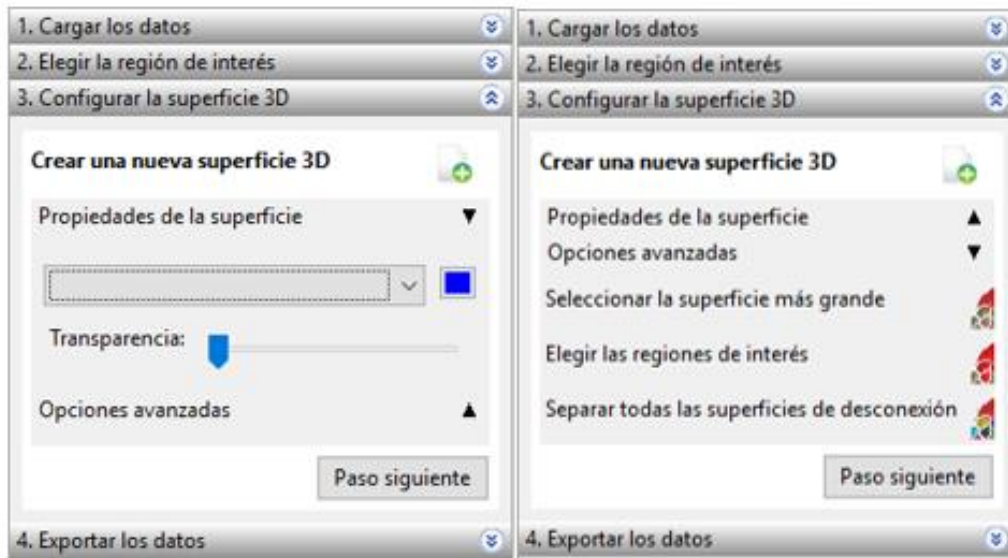 1. Cargar los datos
2. Elegir la región de interés
3. Configurar la superficie 3D
Crear una nueva superficie 3D
Propiedades de la superficie
Transparencia:
Opciones avanzadas
Paso siguiente
4. Exportar los datos
1. Cargar los datos
2. Elegir la región de interés
3. Configurar la superficie 3D
Crear una nueva superficie 3D
Propiedades de la superficie
Opciones avanzadas
Seleccionar la superficie más grande
Elegir las regiones de interés
Separar todas las superficies de desconexión
Paso siguiente
4. Exportar los datos